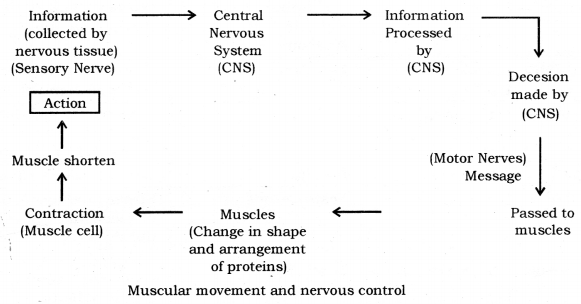 Information
(collected by
nervous tissue)
(Sensory Nerve)
Central
Nervous
System
(CNS)
Information
Processed
by
(CNS)
Decesion
made by
(CNS)
(Motor Nerves)
Message
Passed to
muscles
Muscles
(Change in shape
and arrangement
of proteins)
Contraction
(Muscle cell)
Muscle shorten
Action
Muscular movement and nervous control